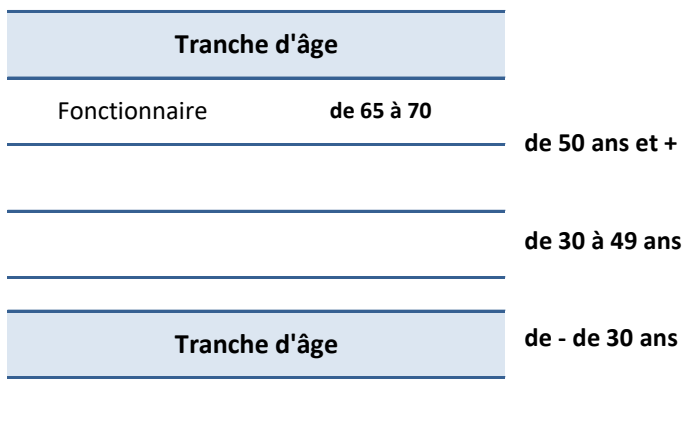 Tranche d'âge
Fonctionnaire de 65 à 70
de 50 ans et +
de 30 à 49 ans
Tranche d'âge
de - de 30 ans